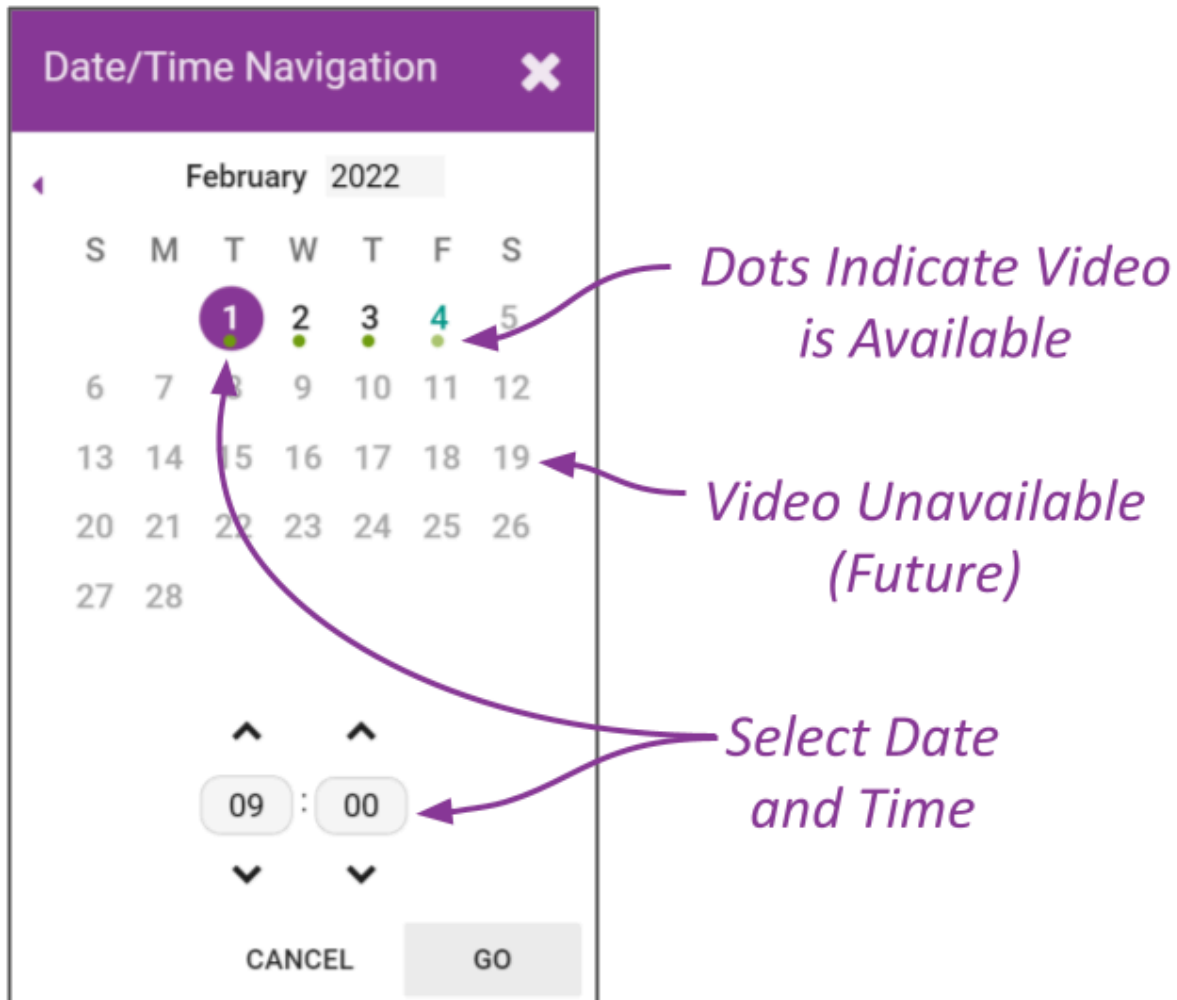 Date/Time Navigation
February 2022
S M T W T F S
1 2 3 4 5
6 7 8 9 10 11 12
13 14 15 16 17 18 19
20 21 22 23 24 25 26
27 28
09 : 00
CANCEL GO
Dots Indicate Video
is Available
Video Unavailable
(Future)
Select Date
and Time